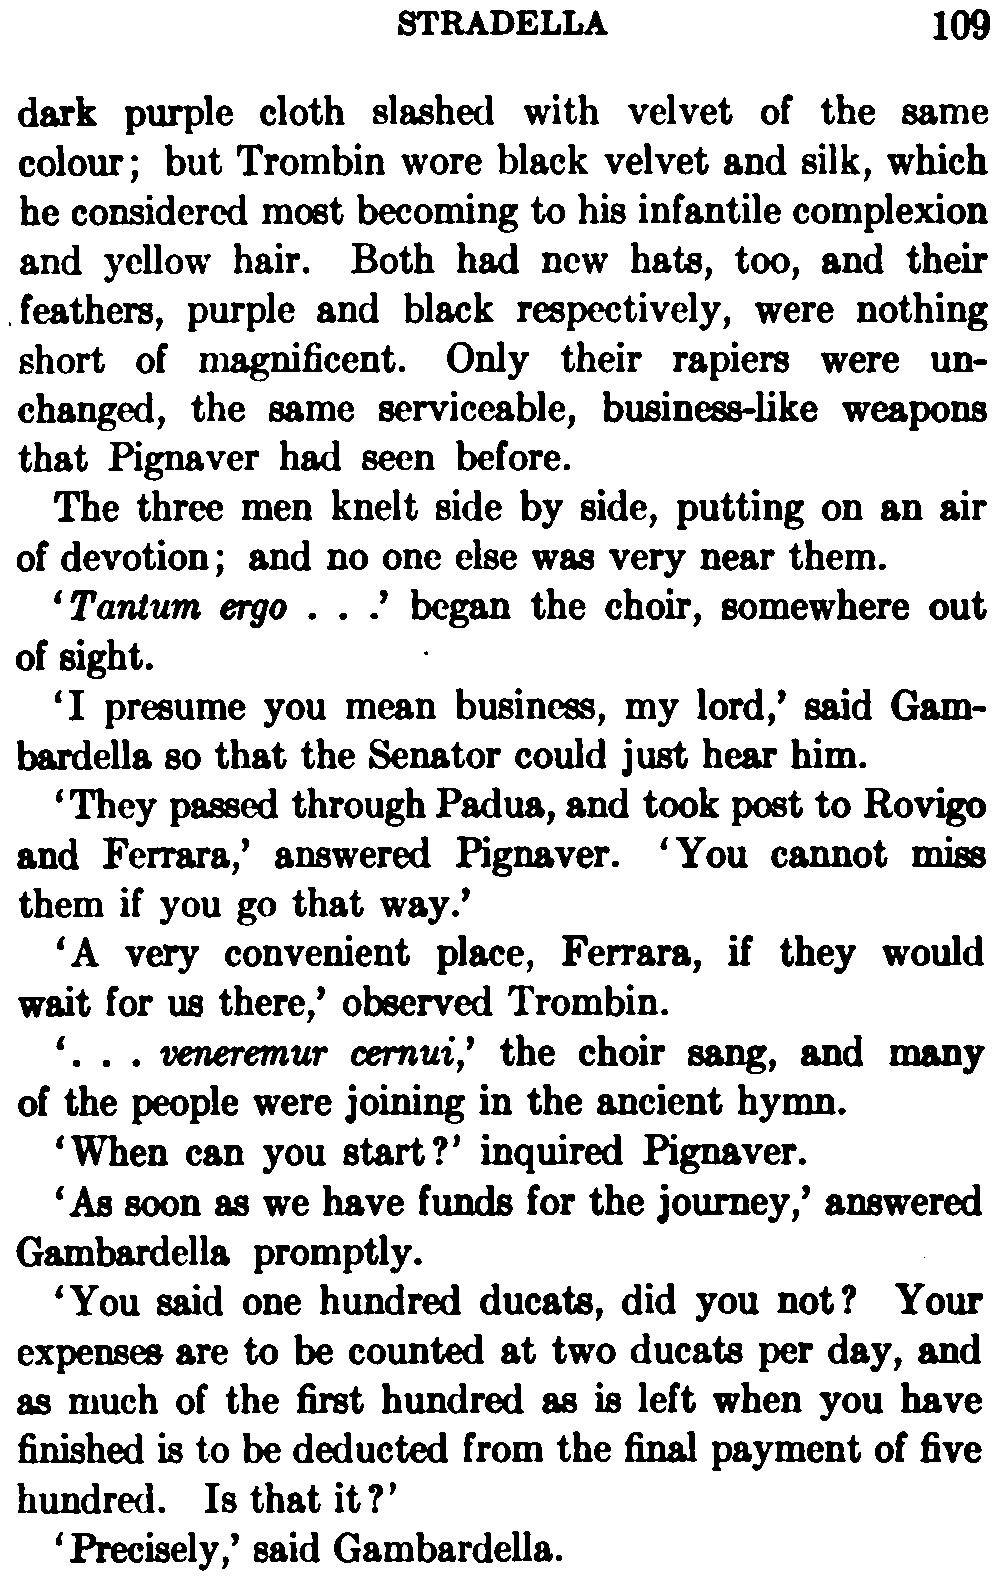 STRADELLA 109
dark purple cloth slashed with velvet of the same
colour; but Trombin wore black velvet and silk, which
he considered most becoming to his infantile complexion
and yellow hair. Both had new hats, too, and their
feathers, purple and black respectively, were nothing
short of magnificent. Only their rapiers were un-
changed, the same serviceable, business-like weapons
that Pignaver had seen before.
The three men knelt side by side, putting on an air
of devotion; and no one else was very near them.
‘Tantum ergo . . .’ began the choir, somewhere out
of sight.
‘I presume you mean business, my lord,’ said Gam-
bardella so that the Senator could just hear him.
‘They passed through Padua, and took post to Rovigo
and Ferrara,’ answered Pignaver. ‘You cannot miss
them if you go that way.’
‘A very convenient place, Ferrara, if they would
wait for us there,’ observed Trombin.
‘. . . veneremur cernui,’ the choir sang, and many
of the people were joining in the ancient hymn.
‘When can you start?’ inquired Pignaver.
‘As soon as we have funds for the journey,’ answered
Gambardella promptly.
‘You said one hundred ducats, did you not? Your
expenses are to be counted at two ducats per day, and
as much of the first hundred as is left when you have
finished is to be deducted from the final payment of five
hundred. Is that it?’
‘Precisely,’ said Gambardella.